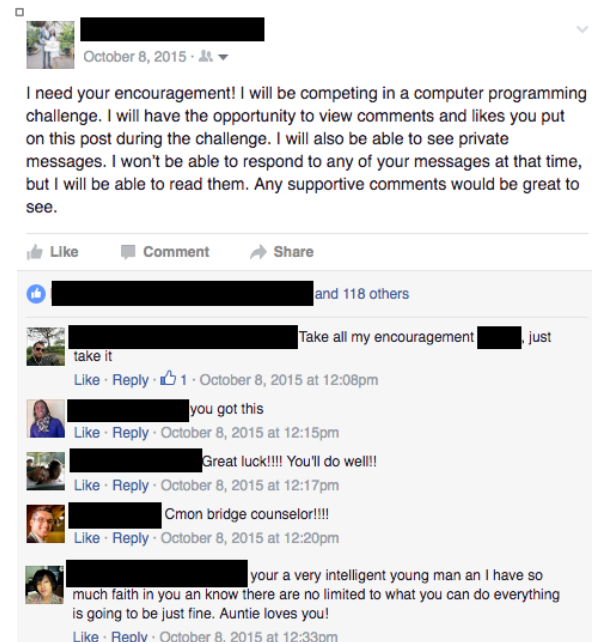 October 8, 2015 ·
I need your encouragement! I will be competing in a computer programming
challenge. I will have the opportunity to view comments and likes you put
on this post during the challenge. I will also be able to see private
messages. I won't be able to respond to any of your messages at that time,
but I will be able to read them. Any supportive comments would be great to
see.
Like Comment Share
and 118 others
Take all my encouragement , just
take it
Like · Reply · 1 · October 8, 2015 at 12:08pm
you got this
Like · Reply · October 8, 2015 at 12:15pm
Great luck!!!! You'll do well!!
Like · Reply · October 8, 2015 at 12:17pm
Cmon bridge counselor!!!!
Like · Reply · October 8, 2015 at 12:20pm
your a very intelligent young man an I have so
much faith in you an know there are no limited to what you can do everything
is going to be just fine. Auntie loves you!
Like · Reply · October 8, 2015 at 12:33pm